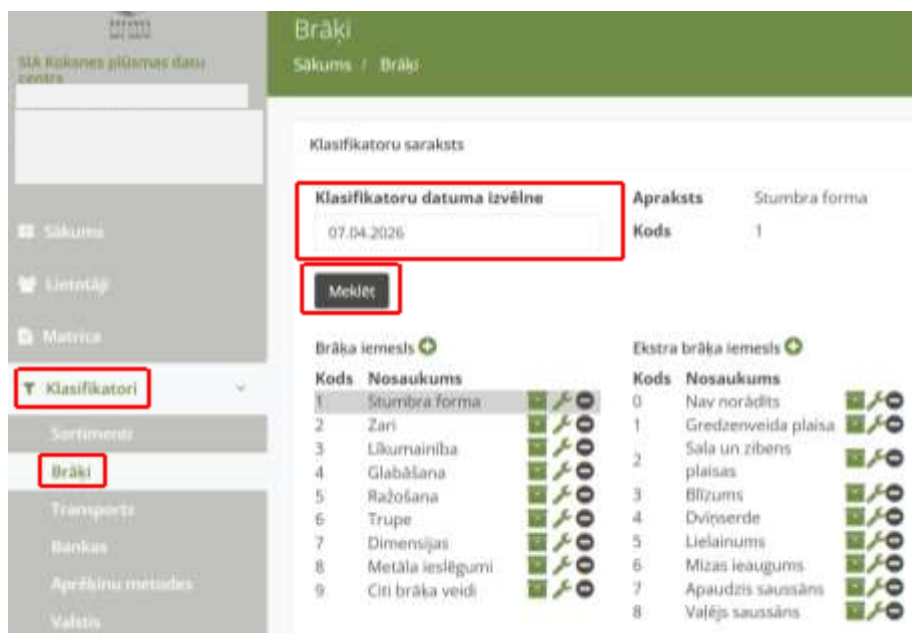 Brāķi
Sākums / Brāķi
SIA Koksnes plūsmas datu
centrs
Klasifikatoru saraksts
Klasifikatoru datuma izvēlne
07.04.2026
Apraksts Stumbra forma
Kods 1
Meklēt
Sākums
Lietotāji
Matrica
Klasifikatori
Sortimenti
Brāķi
Transports
Bankas
Aprēķinu metodes
Valstis
Brāķa iemesls
Kods Nosaukums
1 Stumbra forma
2 Zari
3 Līkumainība
4 Glabāšana
5 Ražošana
6 Trupe
7 Dimensijas
8 Metāla ieslēgumi
9 Citi brāķa veidi
Ekstra brāķa iemesls
Kods Nosaukums
0 Nav norādīts
1 Gredzenveida plaisa
2 Sala un zibens
plaisas
3 Blīzums
4 Dviņserde
5 Lielainums
6 Mizas ieaugums
7 Apaudzis saussāns
8 Vaļējs saussāns